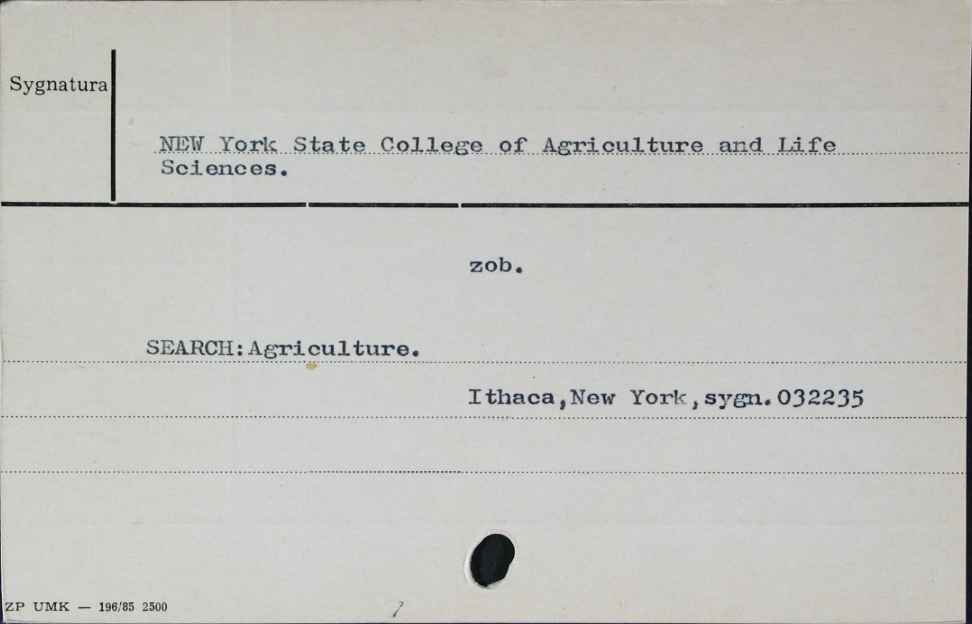 Sygnatura
NEW York State College of Agriculture and Life
Sciences.
zob.
SEARCH:Agriculture.
Ithaca,New York,sygn.032235
ZP UMK — 196/85 2500